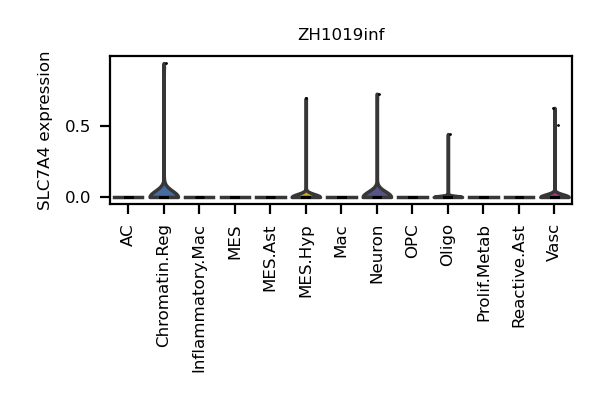 ZH1019inf
SLC7A4 expression
0.5
0.0
AC
Chromatin.Reg
Inflammatory.Mac
MES
MES.Ast
MES.Hyp
Mac
Neuron
OPC
Oligo
Prolif.Metab
Reactive.Ast
Vasc